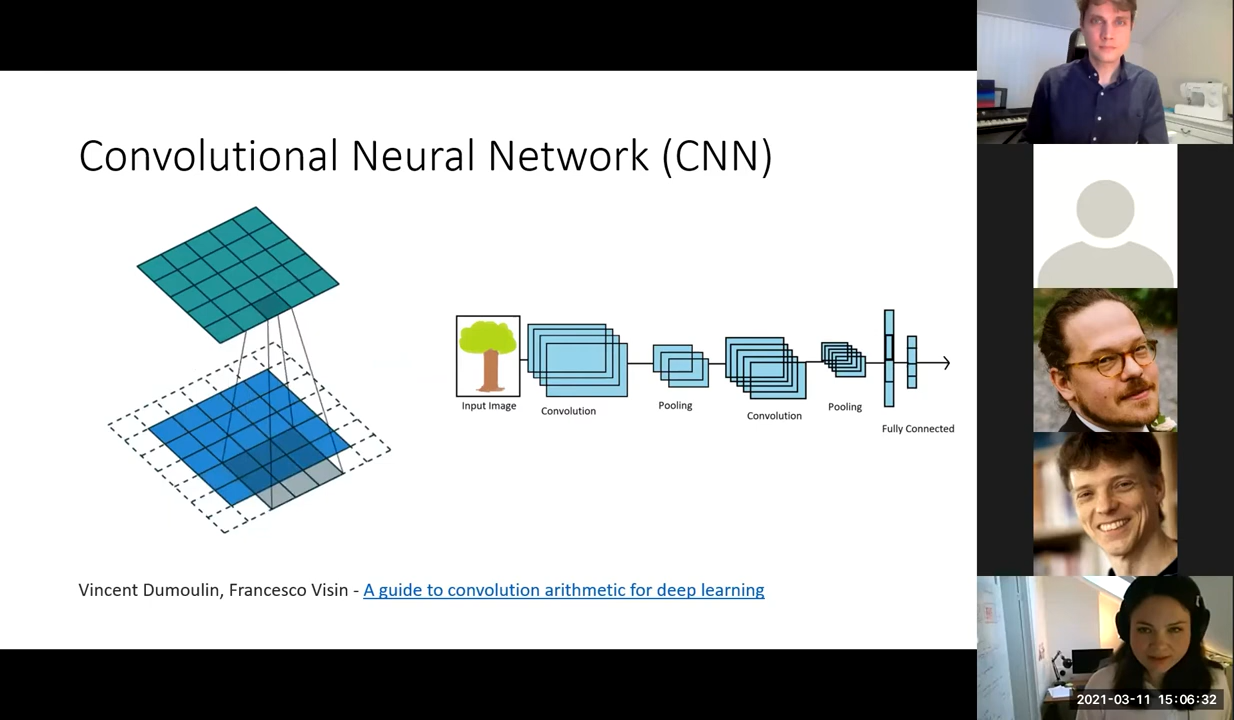 Convolutional Neural Network (CNN)
Input Image
Convolution
Pooling
Convolution
Pooling
Fully Connected
Vincent Dumoulin, Francesco Visin - A guide to convolution arithmetic for deep learning
2021-03-11 15:06:32